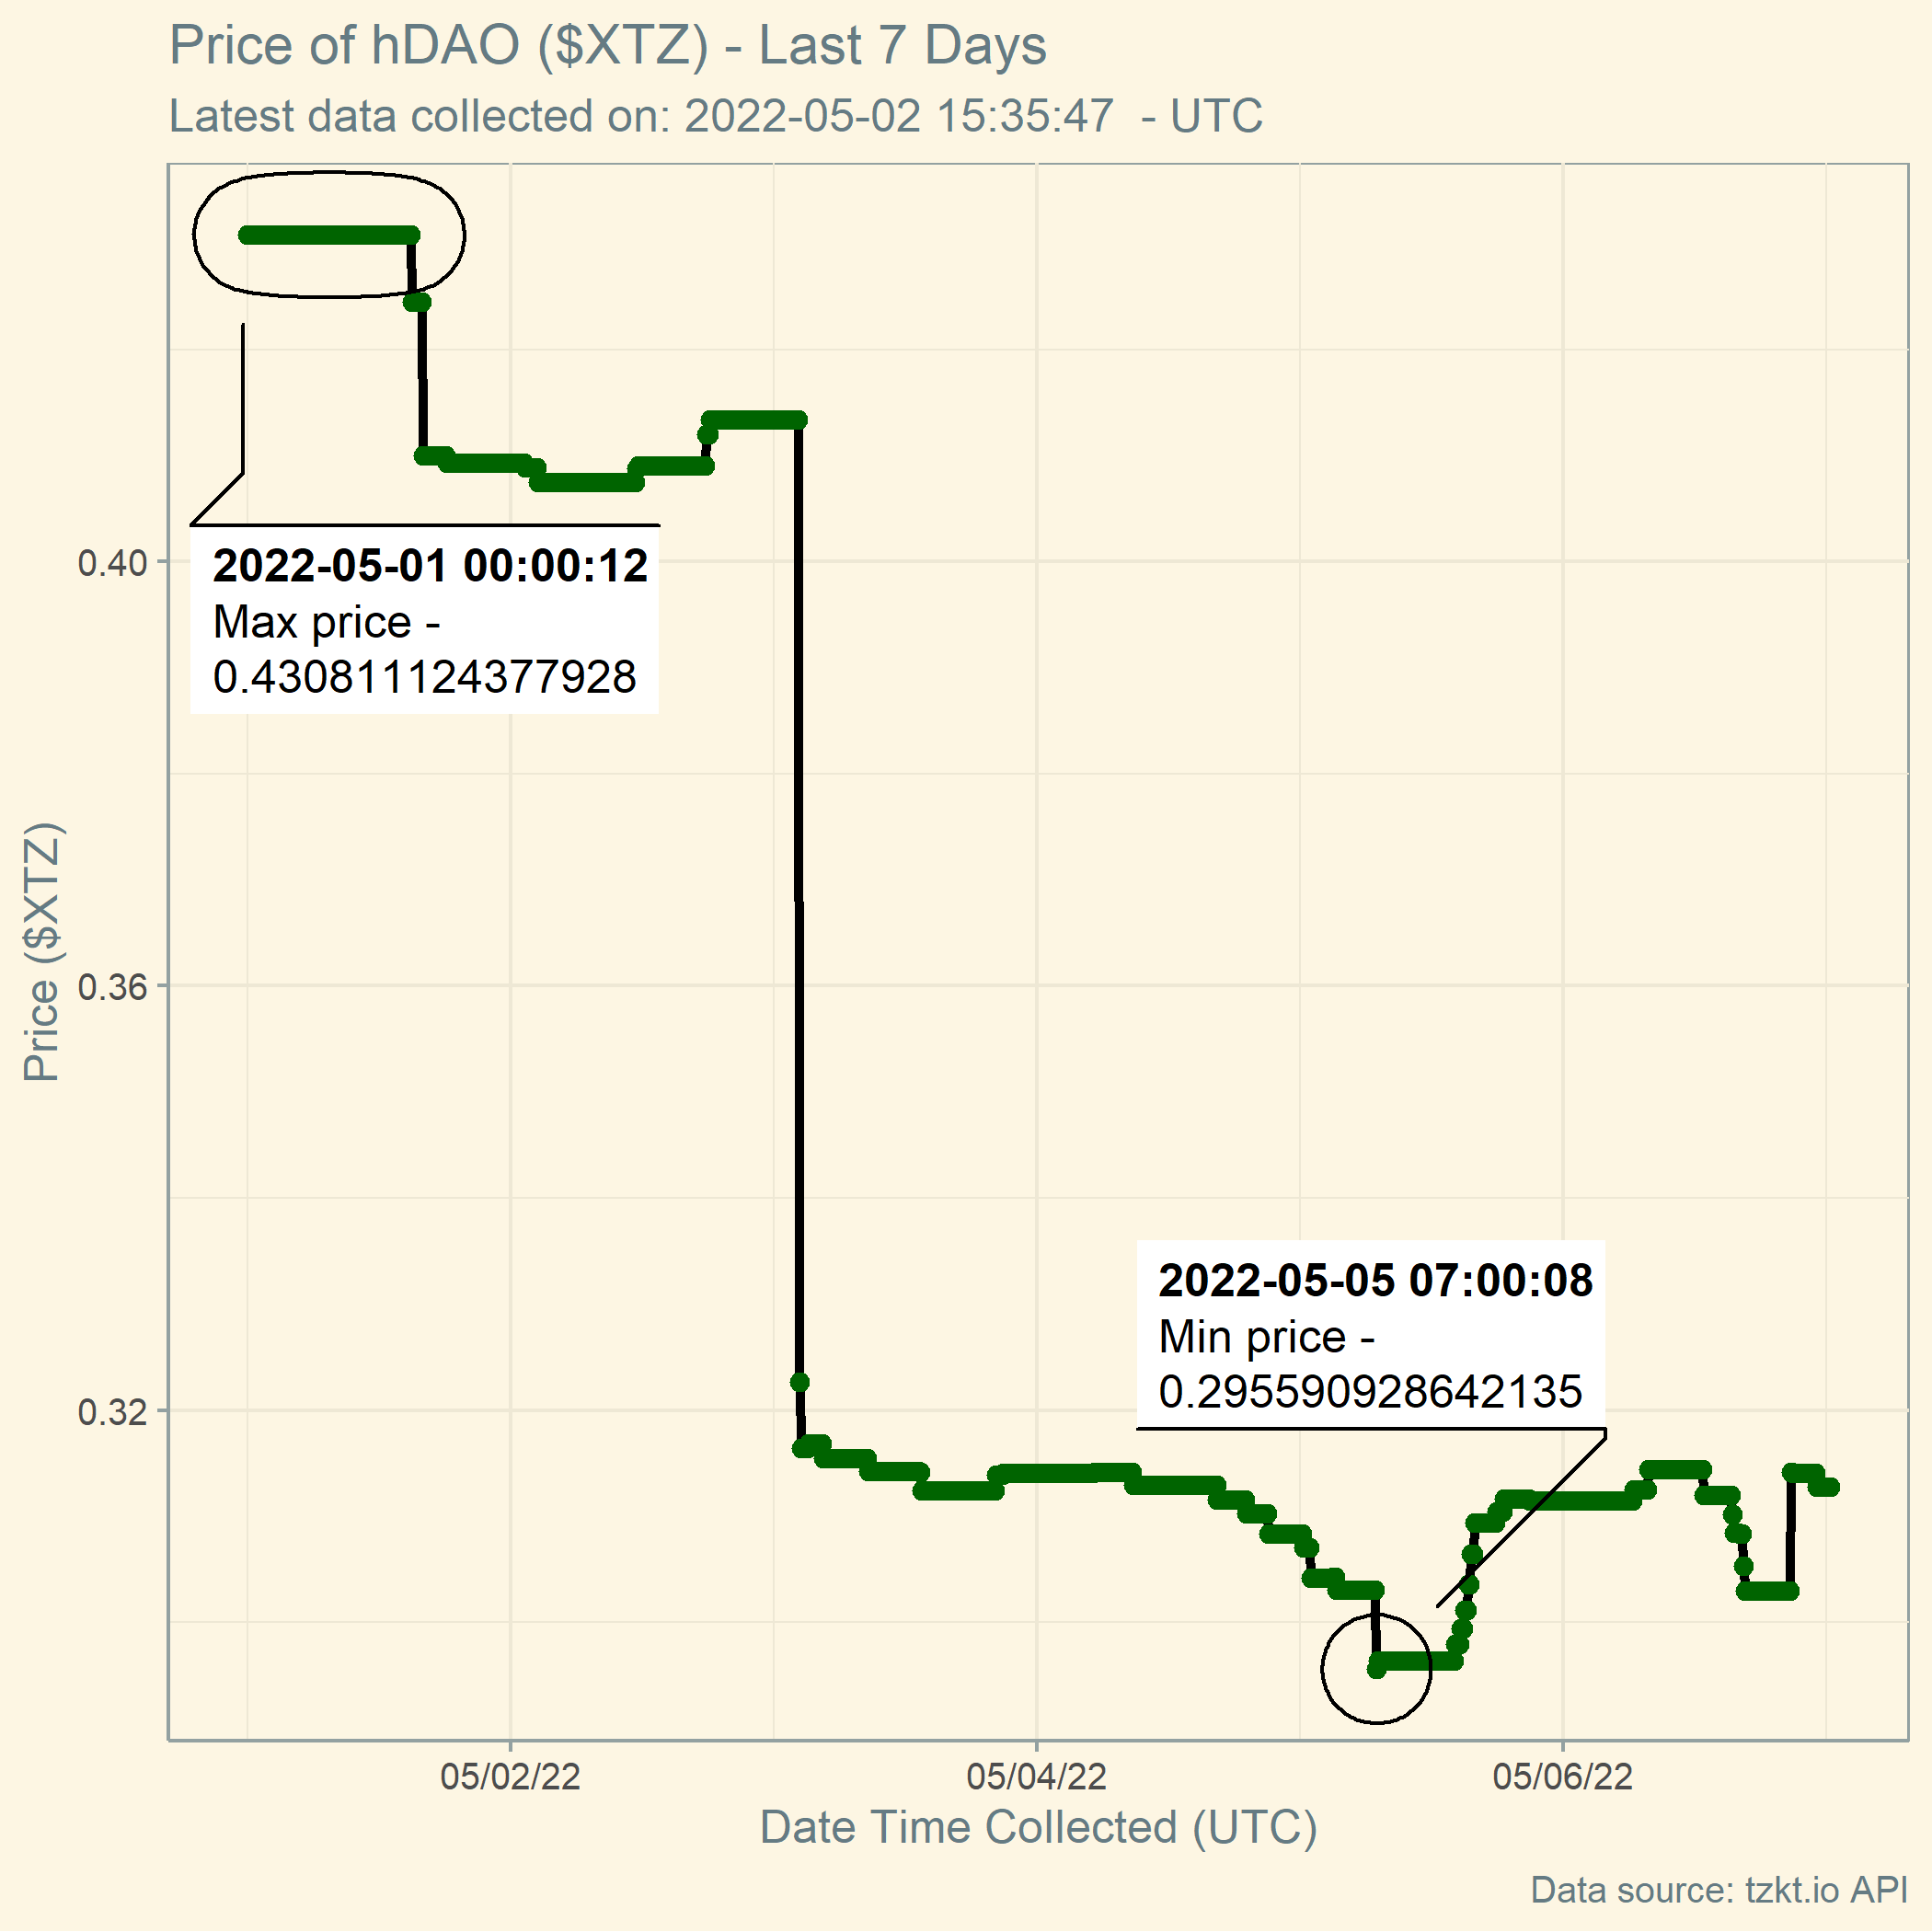 Price of hDAO ($XTZ) - Last 7 Days
Latest data collected on: 2022-05-02 15:35:47  - UTC
2022-05-01 00:00:12
Max price -
0.430811124377928
2022-05-05 07:00:08
Min price -
0.295590928642135
Price ($XTZ)
0.40
0.36
0.32
05/02/22
05/04/22
05/06/22
Date Time Collected (UTC)
Data source: tzkt.io API